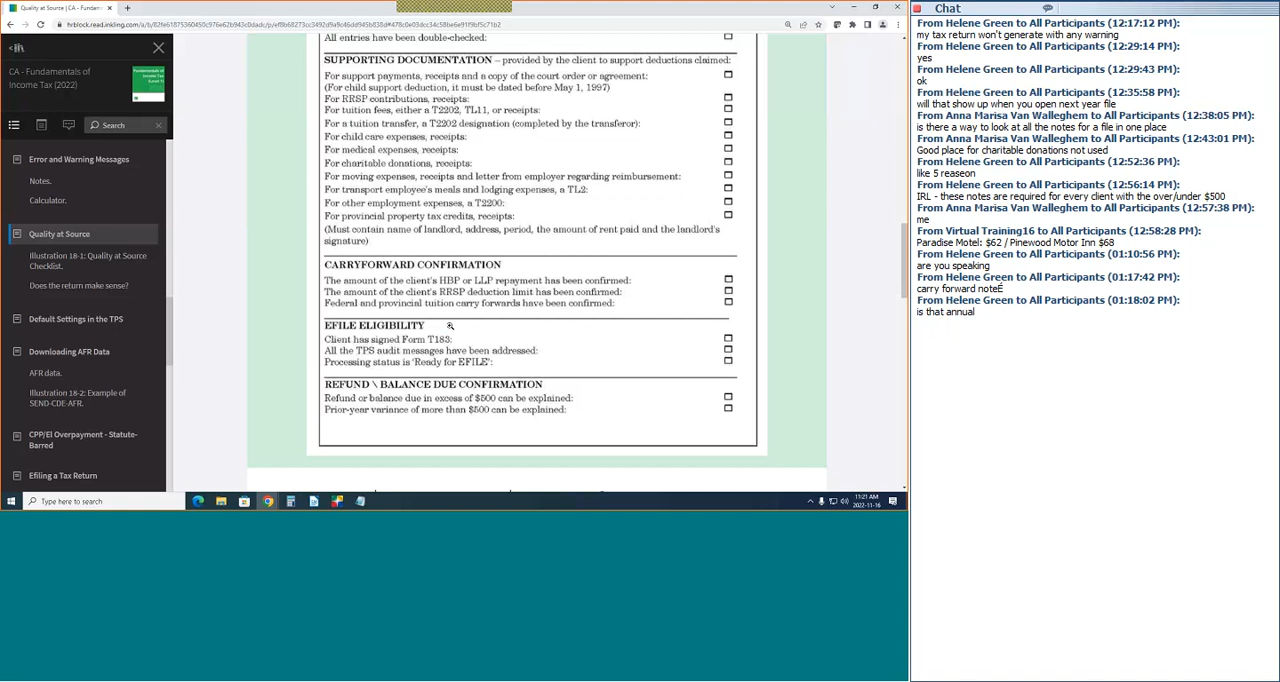 Quality at Source | CA - Fundam
hrblock.read.inkling.com
CA - Fundamentals of
Income Tax (2022)
Search
Error and Warning Messages
Notes.
Calculator.
Quality at Source
Illustration 18-1: Quality at Source
Checklist.
Does the return make sense?
Default Settings in the TPS
Downloading AFR Data
AFR data.
Illustration 18-2: Example of
SEND-CDE-AFR.
CPP/EI Overpayment - Statute-
Barred
Efiling a Tax Return
All entries have been double-checked:
SUPPORTING DOCUMENTATION – provided by the client to support deductions claimed:
For support payments, receipts and a copy of the court order or agreement:
(For child support deduction, it must be dated before May 1, 1997)
For RRSP contributions, receipts:
For tuition fees, either a T2202, TL11, or receipts:
For a tuition transfer, a T2202 designation (completed by the transferor):
For child care expenses, receipts:
For medical expenses, receipts:
For charitable donations, receipts:
For moving expenses, receipts and letter from employer regarding reimbursement:
For transport employee's meals and lodging expenses, a TL2:
For other employment expenses, a T2200:
For provincial property tax credits, receipts:
(Must contain name of landlord, address, period, the amount of rent paid and the landlord's
signature)
CARRYFORWARD CONFIRMATION
The amount of the client's HBP or LLP repayment has been confirmed:
The amount of the client's RRSP deduction limit has been confirmed:
Federal and provincial tuition carry forwards have been confirmed:
EFILE ELIGIBILITY
Client has signed Form T183:
All the TPS audit messages have been addressed:
Processing status is 'Ready for EFILE':
REFUND \ BALANCE DUE CONFIRMATION
Refund or balance due in excess of $500 can be explained:
Prior-year variance of more than $500 can be explained:
Type here to search
11:21 AM
2022-11-16
Chat
From Helene Green to All Participants (12:17:12 PM):
my tax return won't generate with any warning
From Helene Green to All Participants (12:29:14 PM):
yes
From Helene Green to All Participants (12:29:43 PM):
ok
From Helene Green to All Participants (12:35:58 PM):
will that show up when you open next year file
From Anna Marisa Van Walleghem to All Participants (12:38:05 PM):
is there a way to look at all the notes for a file in one place
From Anna Marisa Van Walleghem to All Participants (12:43:01 PM):
Good place for charitable donations not used
From Helene Green to All Participants (12:52:36 PM):
like 5 reaseon
From Helene Green to All Participants (12:56:14 PM):
IRL - these notes are required for every client with the over/under $500
From Anna Marisa Van Walleghem to All Participants (12:57:38 PM):
me
From Virtual Training16 to All Participants (12:58:28 PM):
Paradise Motel: $62 / Pinewood Motor Inn $68
From Helene Green to All Participants (01:10:56 PM):
are you speaking
From Helene Green to All Participants (01:17:42 PM):
carry forward noteÉ
From Helene Green to All Participants (01:18:02 PM):
is that annual